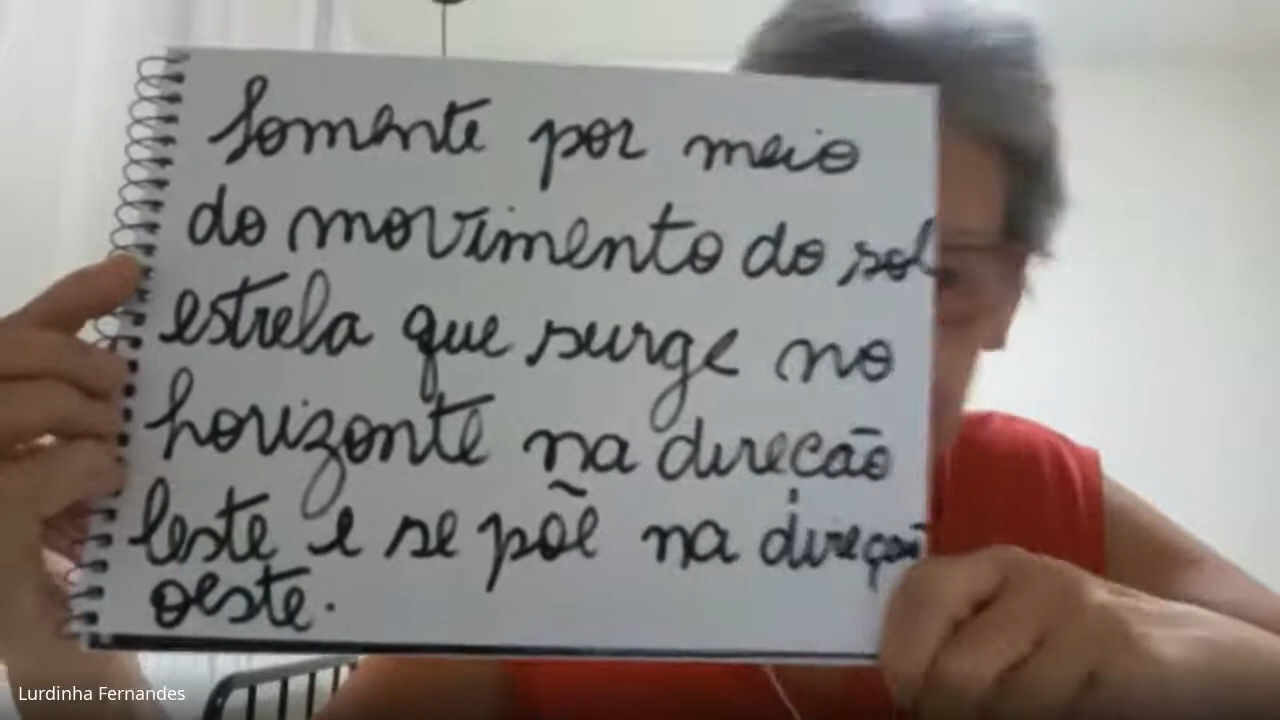 Somente por meio
do movimento do sol
estrela que surge no
horizonte na direcão
leste e se põe na direção
oeste.
Lurdinha Fernandes